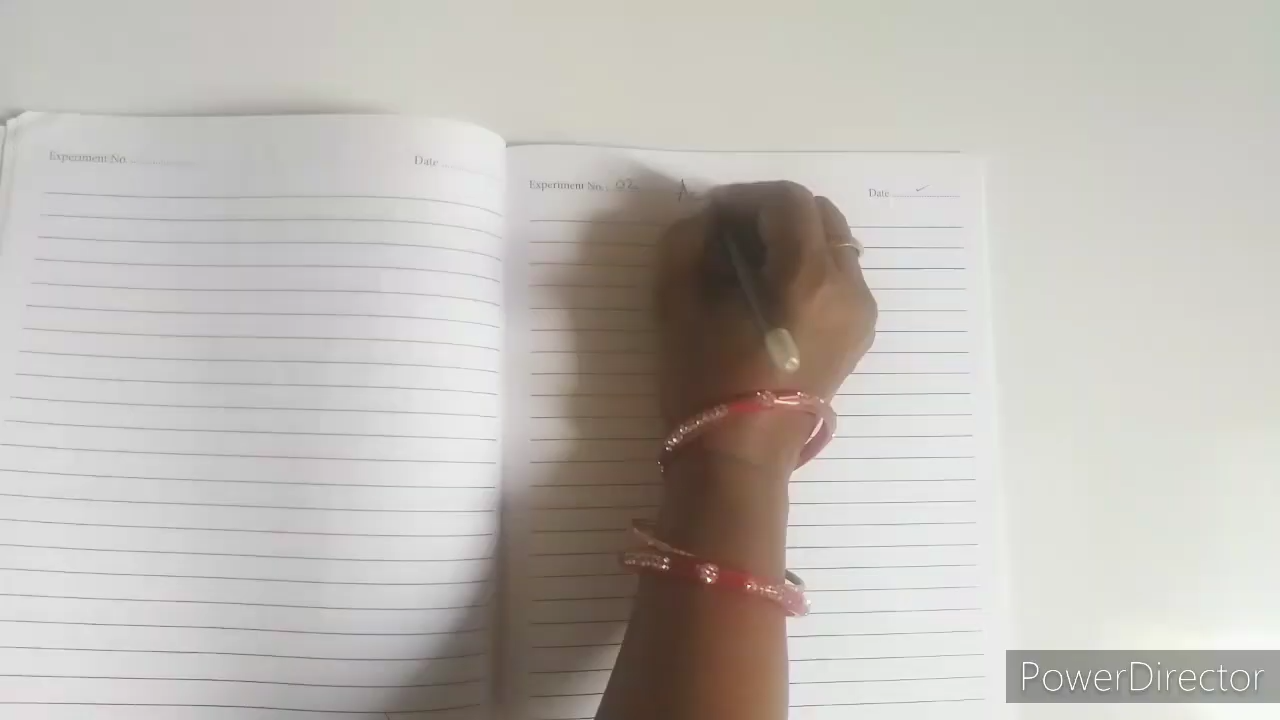 Experiment No.
Date
Experiment No.: 02
Date
PowerDirector